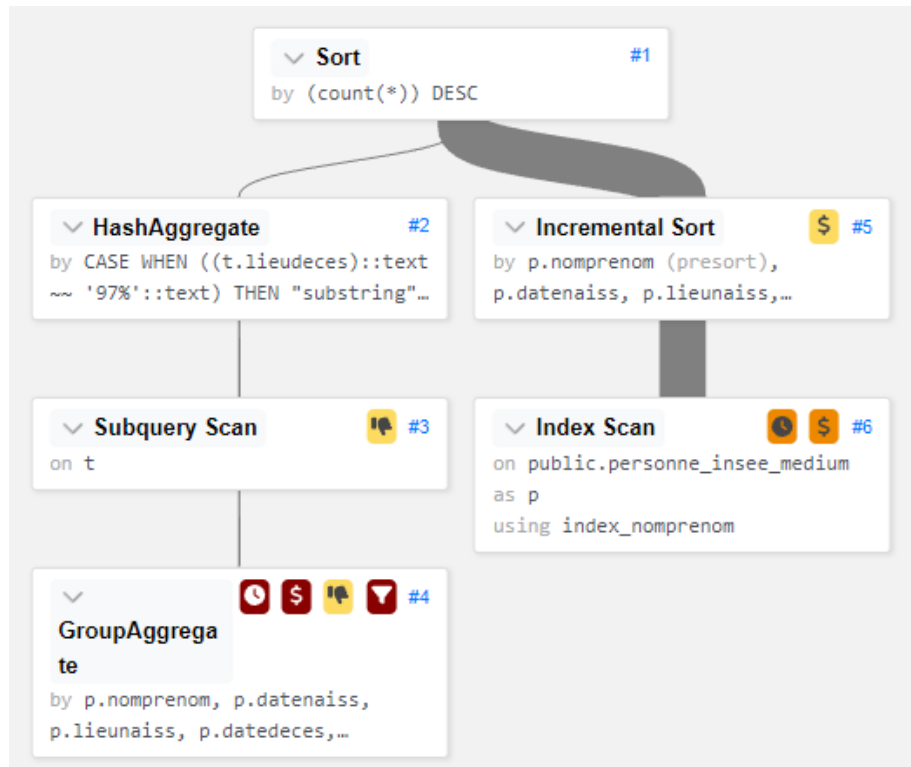 Sort #1
by (count(*)) DESC
HashAggregate #2
by CASE WHEN ((t.lieudeces)::text
~~ '97%'::text) THEN "substring"…
Incremental Sort $ #5
by p.nomprenom (presort),
p.datenaiss, p.lieunaiss,…
Subquery Scan #3
on t
Index Scan $ #6
on public.personne_insee_medium
as p
using index_nomprenom
$ #4
GroupAggrega
te
by p.nomprenom, p.datenaiss,
p.lieunaiss, p.datedeces,…